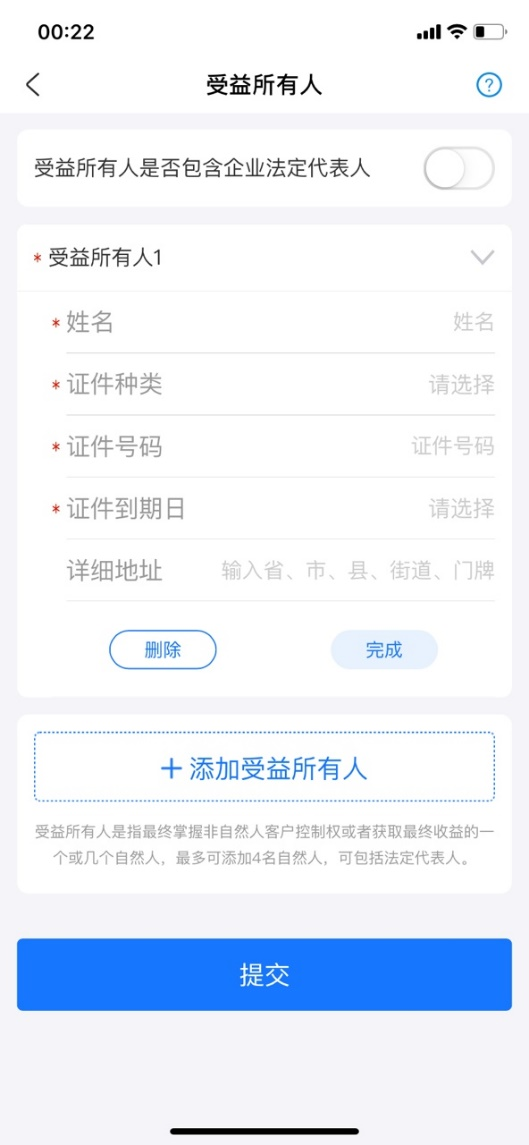 00:22
受益所有人
?
受益所有人是否包含企业法定代表人
* 受益所有人1
* 姓名 姓名
* 证件种类 请选择
* 证件号码 证件号码
* 证件到期日 请选择
详细地址 输入省、市、县、街道、门牌
删除 完成
+ 添加受益所有人
受益所有人是指最终掌握非自然人客户控制权或者获取最终收益的一
个或几个自然人，最多可添加4名自然人，可包括法定代表人。
提交